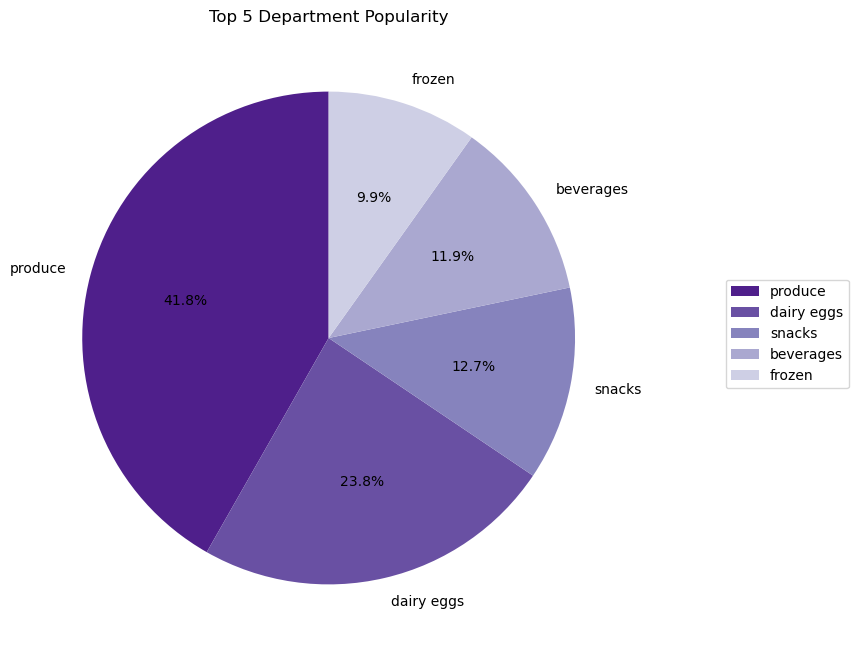 Top 5 Department Popularity
frozen
beverages
produce
snacks
dairy eggs
9.9%
11.9%
41.8%
12.7%
23.8%
produce
dairy eggs
snacks
beverages
frozen